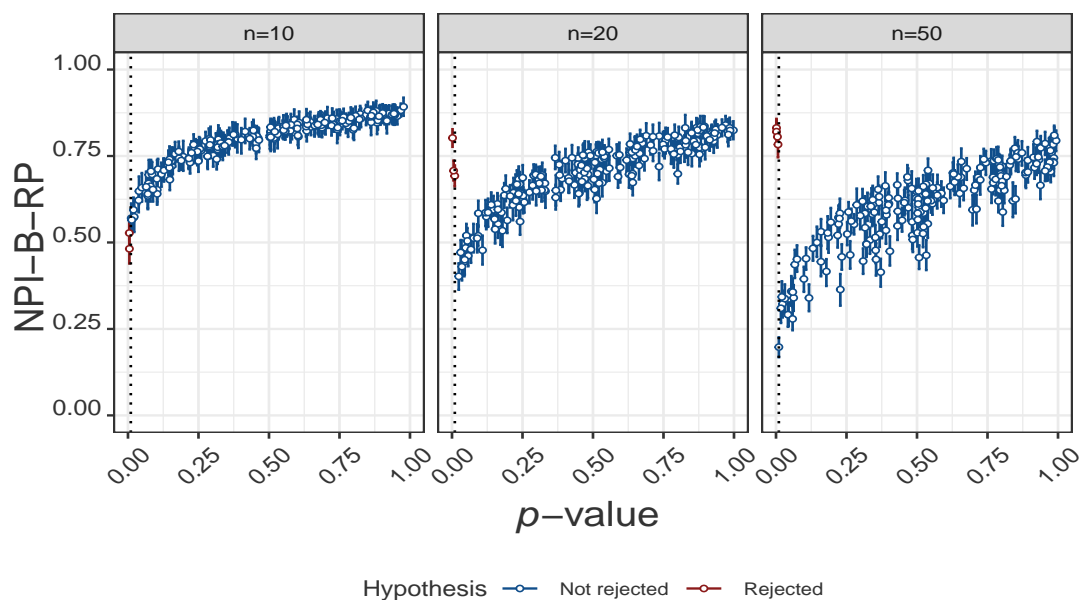 n=10 n=20 n=50
1.00
0.75
0.50
0.25
0.00
NPI−B−RP
0.00 0.25 0.50 0.75 1.00 0.00 0.25 0.50 0.75 1.00 0.00 0.25 0.50 0.75 1.00
p−value
Hypothesis Not rejected Rejected